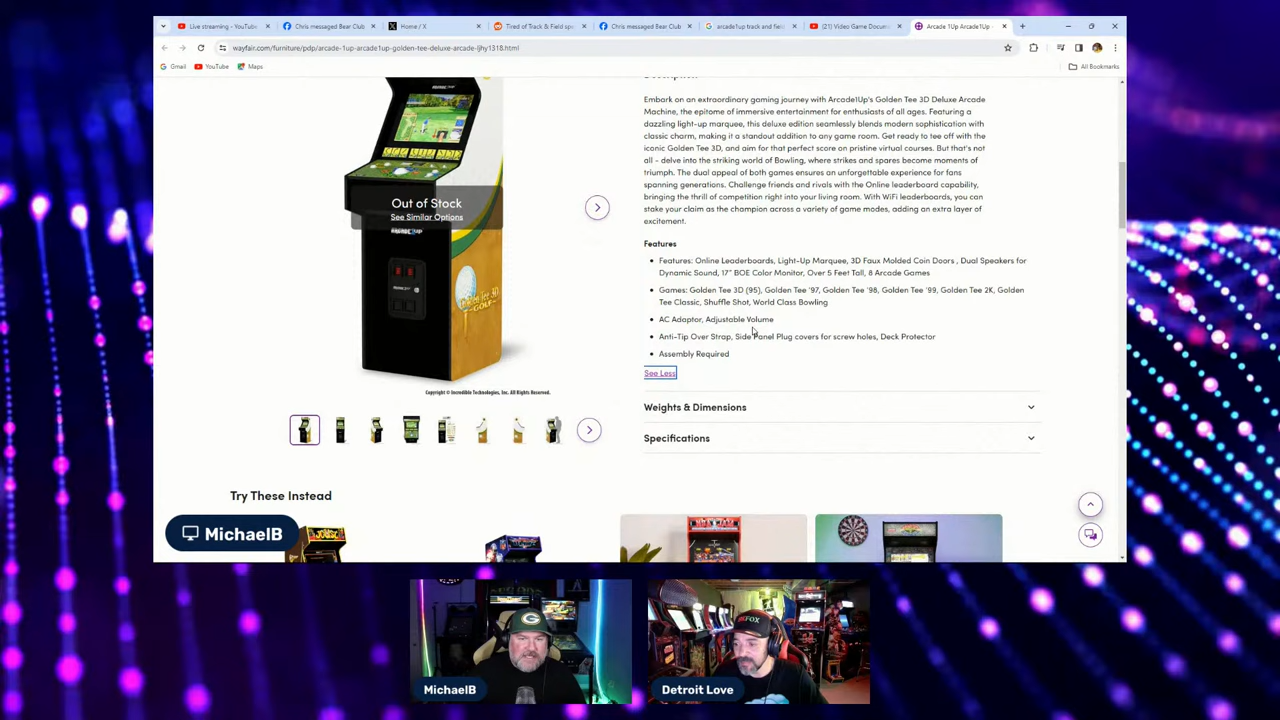 Live streaming - YouTube
Chris messaged Bear Club
Home / X
Tired of Track & Field spe
Chris messaged Bear Club
arcade1up track and field
(21) Video Game Docum
Arcade 1Up Arcade1Up
wayfair.com/furniture/pdp/arcade-1up-arcade1up-golden-tee-deluxe-arcade-ljhy1318.html
Gmail
YouTube
Maps
All Bookmarks
Out of Stock
See Similar Options
Golden Tee 3D
GOLF
Copyright © Incredible Technologies, Inc. All Rights Reserved.
Description
Embark on an extraordinary gaming journey with Arcade1Up's Golden Tee 3D Deluxe Arcade
Machine, the epitome of immersive entertainment for enthusiasts of all ages. Featuring a
dazzling light-up marquee, this deluxe edition seamlessly blends modern sophistication with
classic charm, making it a standout addition to any game room. Get ready to tee off with the
iconic Golden Tee 3D, and aim for that perfect score on pristine virtual courses. But that's not
all - delve into the striking world of Bowling, where strikes and spares become moments of
triumph. The dual appeal of both games ensures an unforgettable experience for fans
spanning generations. Challenge friends and rivals with the Online leaderboard capability,
bringing the thrill of competition right into your living room. With WiFi leaderboards, you can
stake your claim as the champion across a variety of game modes, adding an extra layer of
excitement.
Features
Features: Online Leaderboards, Light-Up Marquee, 3D Faux Molded Coin Doors , Dual Speakers for
Dynamic Sound, 17" BOE Color Monitor, Over 5 Feet Tall, 8 Arcade Games
Games: Golden Tee 3D (95), Golden Tee '97, Golden Tee '98, Golden Tee '99, Golden Tee 2K, Golden
Tee Classic, Shuffle Shot, World Class Bowling
AC Adaptor, Adjustable Volume
Anti-Tip Over Strap, Side Panel Plug covers for screw holes, Deck Protector
Assembly Required
See Less
Weights & Dimensions
Specifications
Try These Instead
MichaelB
MichaelB
Detroit Love